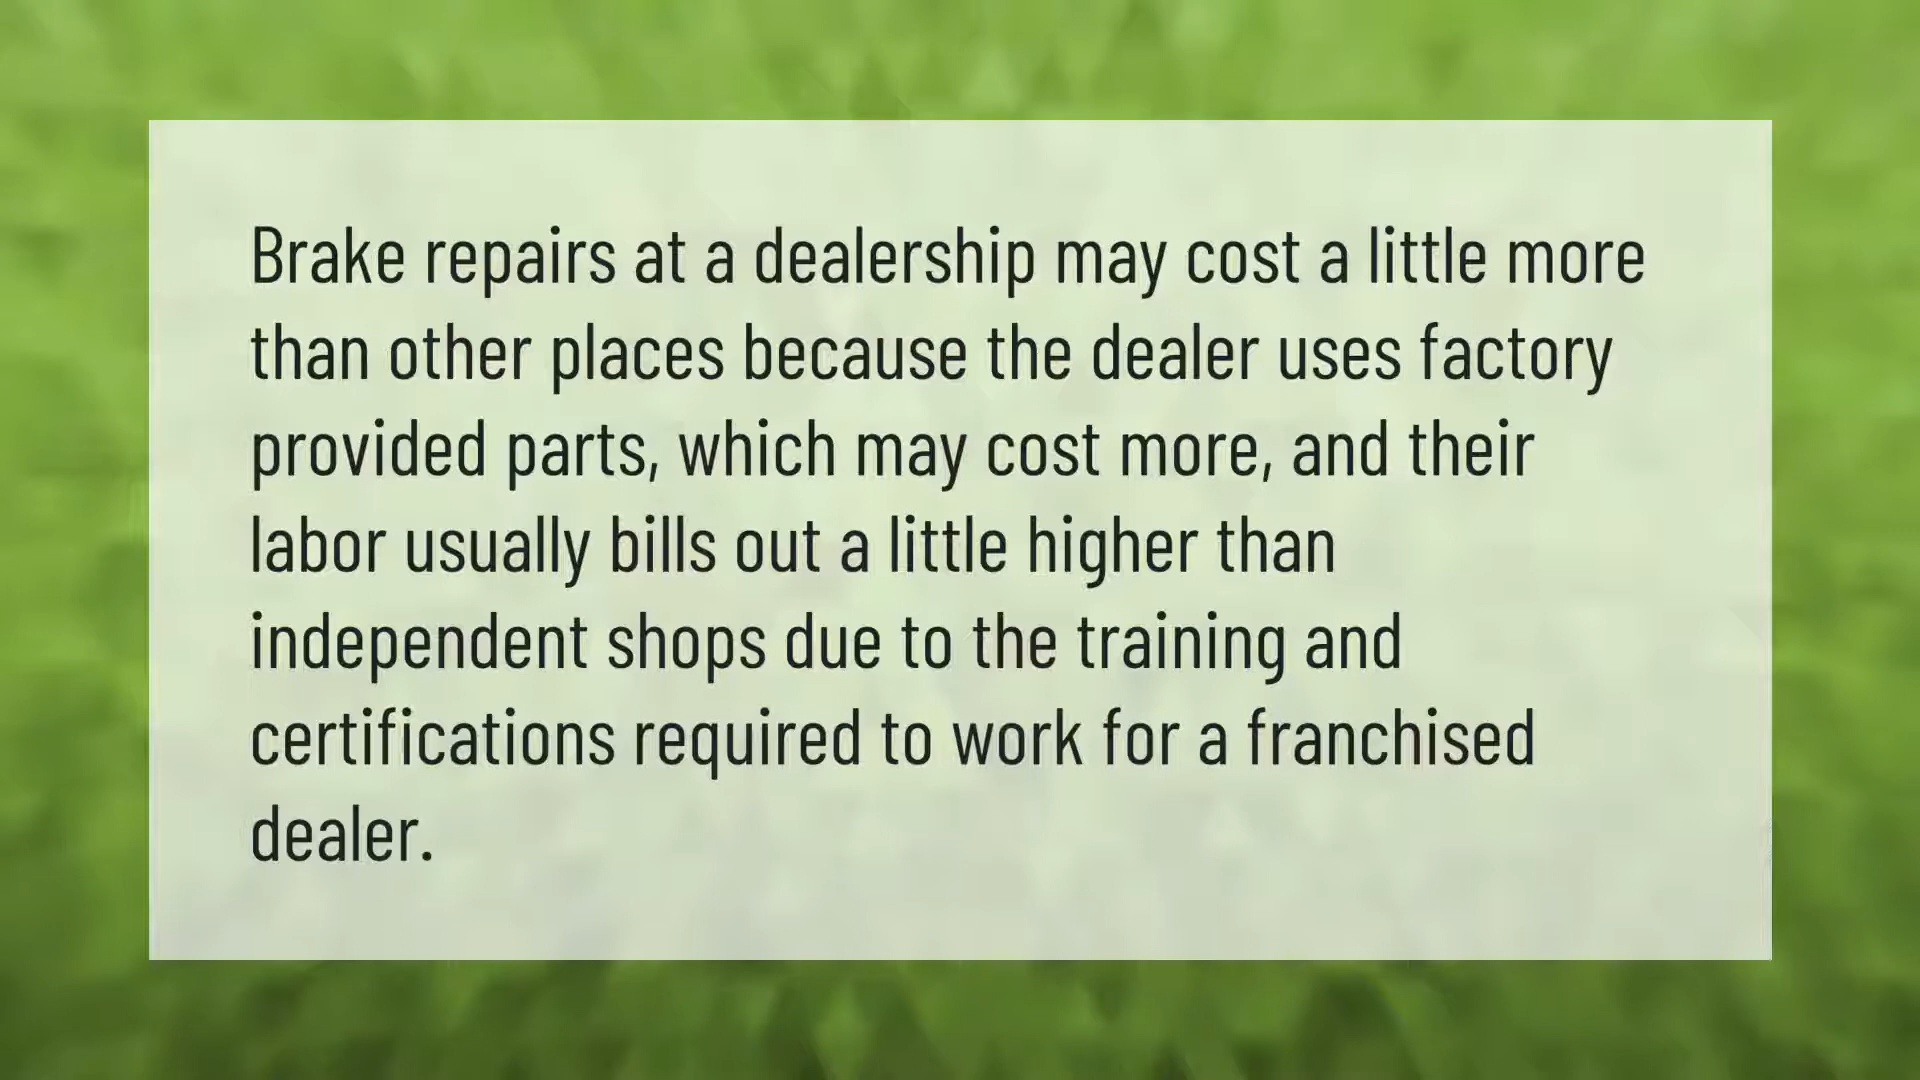 Brake repairs at a dealership may cost a little more
than other places because the dealer uses factory
provided parts, which may cost more, and their
labor usually bills out a little higher than
independent shops due to the training and
certifications required to work for a franchised
dealer.